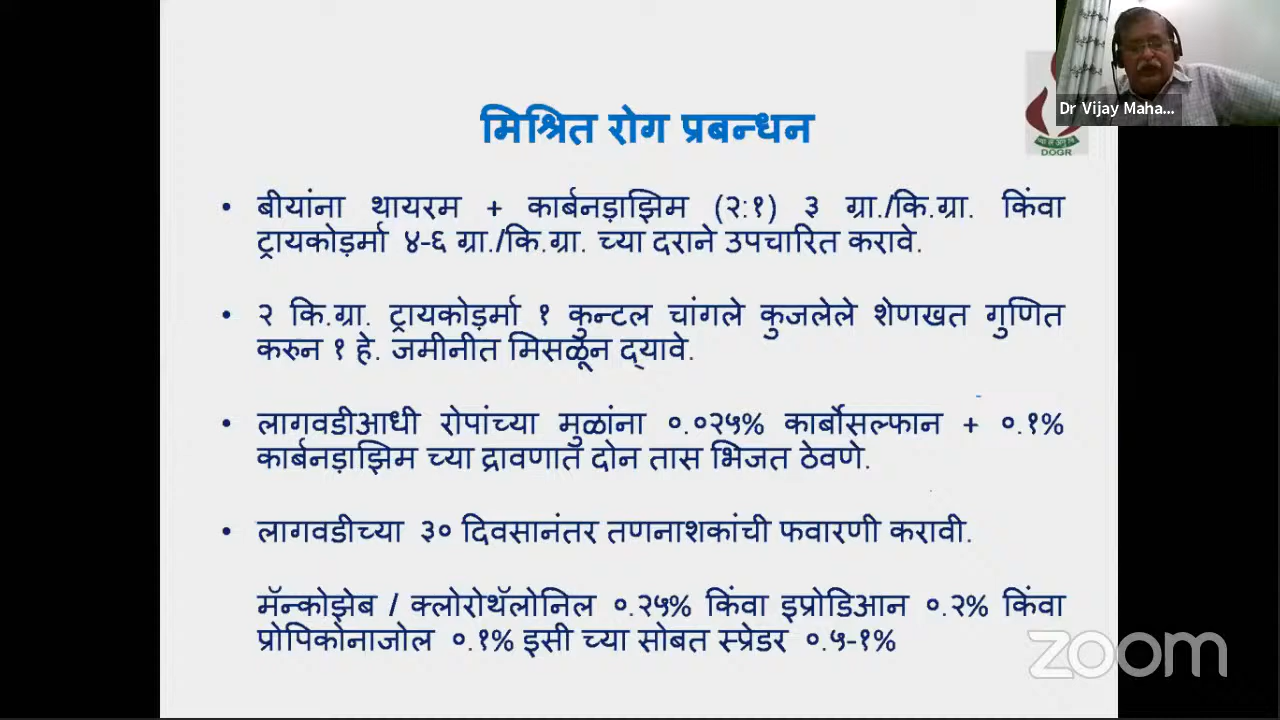 मिश्रित रोग प्रबन्धन
Dr Vijay Maha...
DOGR
• बीयांना थायरम + कार्बनड़ाझिम (२:१) ३ ग्रा./कि.ग्रा. किंवा
ट्रायकोड़र्मा ४-६ ग्रा./कि.ग्रा. च्या दराने उपचारित करावे.
• २ कि.ग्रा. ट्रायकोड़र्मा १ कुन्टल चांगले कुजलेले शेणखत गुणित
करुन १ हे. जमीनीत मिसळून द्यावे.
• लागवडीआधी रोपांच्या मुळांना ०.०२५% कार्बोसल्फान + ०.१%
कार्बनड़ाझिम च्या द्रावणात दोन तास भिजत ठेवणे.
• लागवडीच्या ३० दिवसानंतर तणनाशकांची फवारणी करावी.
मॅन्कोझेब / क्लोरोथॅलोनिल ०.२५% किंवा इप्रोडिआन ०.२% किंवा
प्रोपिकोनाजोल ०.१% इसी च्या सोबत स्प्रेडर ०.५-१%
zoom